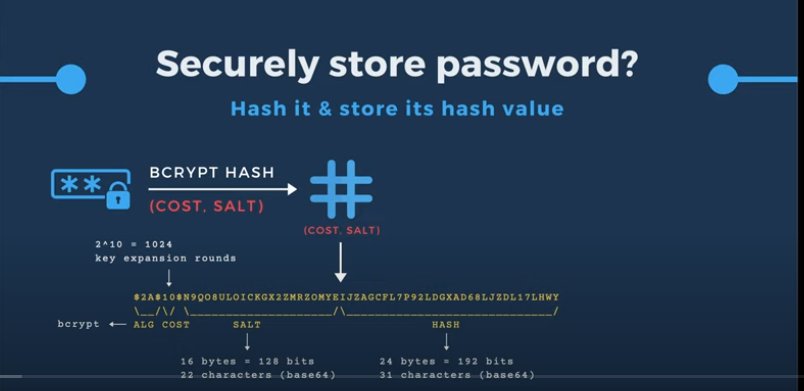 Securely store password?
Hash it & store its hash value
** BCRYPT HASH
(COST, SALT)
(COST, SALT)
2^10 = 1024
key expansion rounds
$2A$10$N9QO8ULOICKGX2ZMRZOMYEIJZAGCFL7P92LDGXAD68LJZDL17LHWY
\__/\/ \____________________/\_____________________________/
bcrypt ALG COST SALT HASH
16 bytes = 128 bits 24 bytes = 192 bits
22 characters (base64) 31 characters (base64)